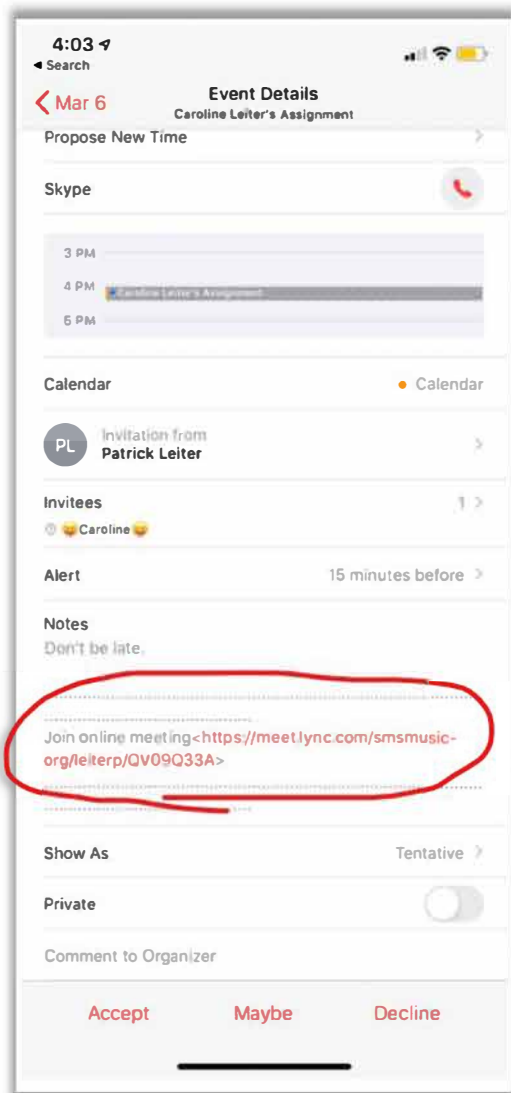 4:03
Search
Mar 6
Event Details
Caroline Leiter's Assignment
Propose New Time
Skype
3 PM
4 PM
Caroline Leiter's Assignment
5 PM
Calendar
Calendar
PL
Invitation from
Patrick Leiter
Invitees
1
😝Caroline😝
Alert
15 minutes before
Notes
Don't be late.
Join online meeting<https://meet.lync.com/smsmusic-
org/leiterp/QV09Q33A>
Show As
Tentative
Private
Comment to Organizer
Accept
Maybe
Decline